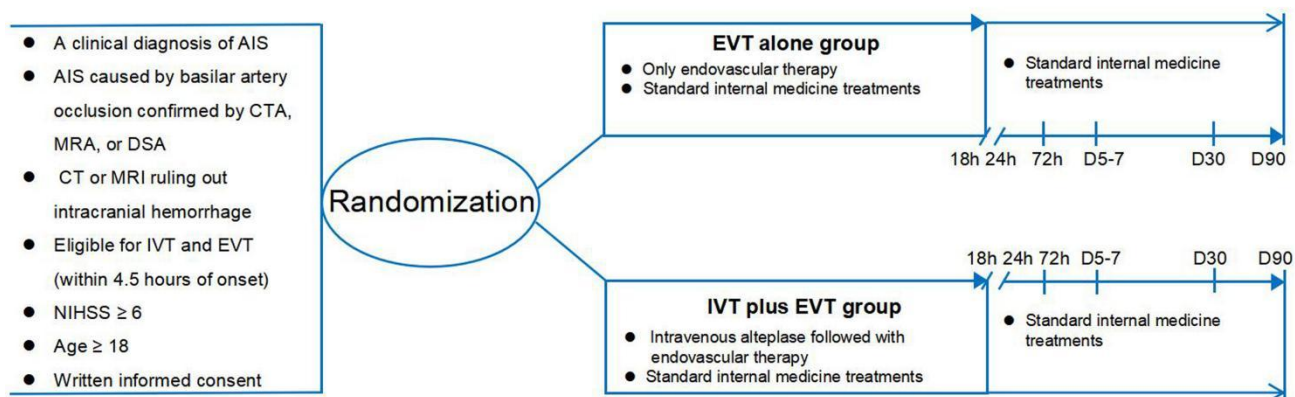 ● A clinical diagnosis of AIS
● AIS caused by basilar artery
occlusion confirmed by CTA,
MRA, or DSA
● CT or MRI ruling out
intracranial hemorrhage
● Eligible for IVT and EVT
(within 4.5 hours of onset)
● NIHSS ≥ 6
● Age ≥ 18
● Written informed consent
Randomization
EVT alone group
● Only endovascular therapy
● Standard internal medicine treatments
● Standard internal medicine
treatments
18h 24h 72h D5-7 D30 D90
18h 24h 72h D5-7 D30 D90
IVT plus EVT group
● Intravenous alteplase followed with
endovascular therapy
● Standard internal medicine treatments
● Standard internal medicine
treatments